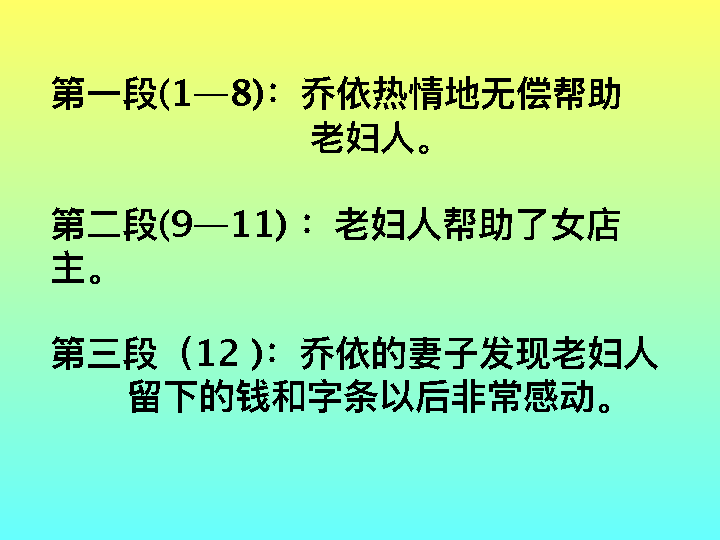 第一段(1—8)：乔依热情地无偿帮助
老妇人。
第二段(9—11)：老妇人帮助了女店
主。
第三段（12 )：乔依的妻子发现老妇人
留下的钱和字条以后非常感动。